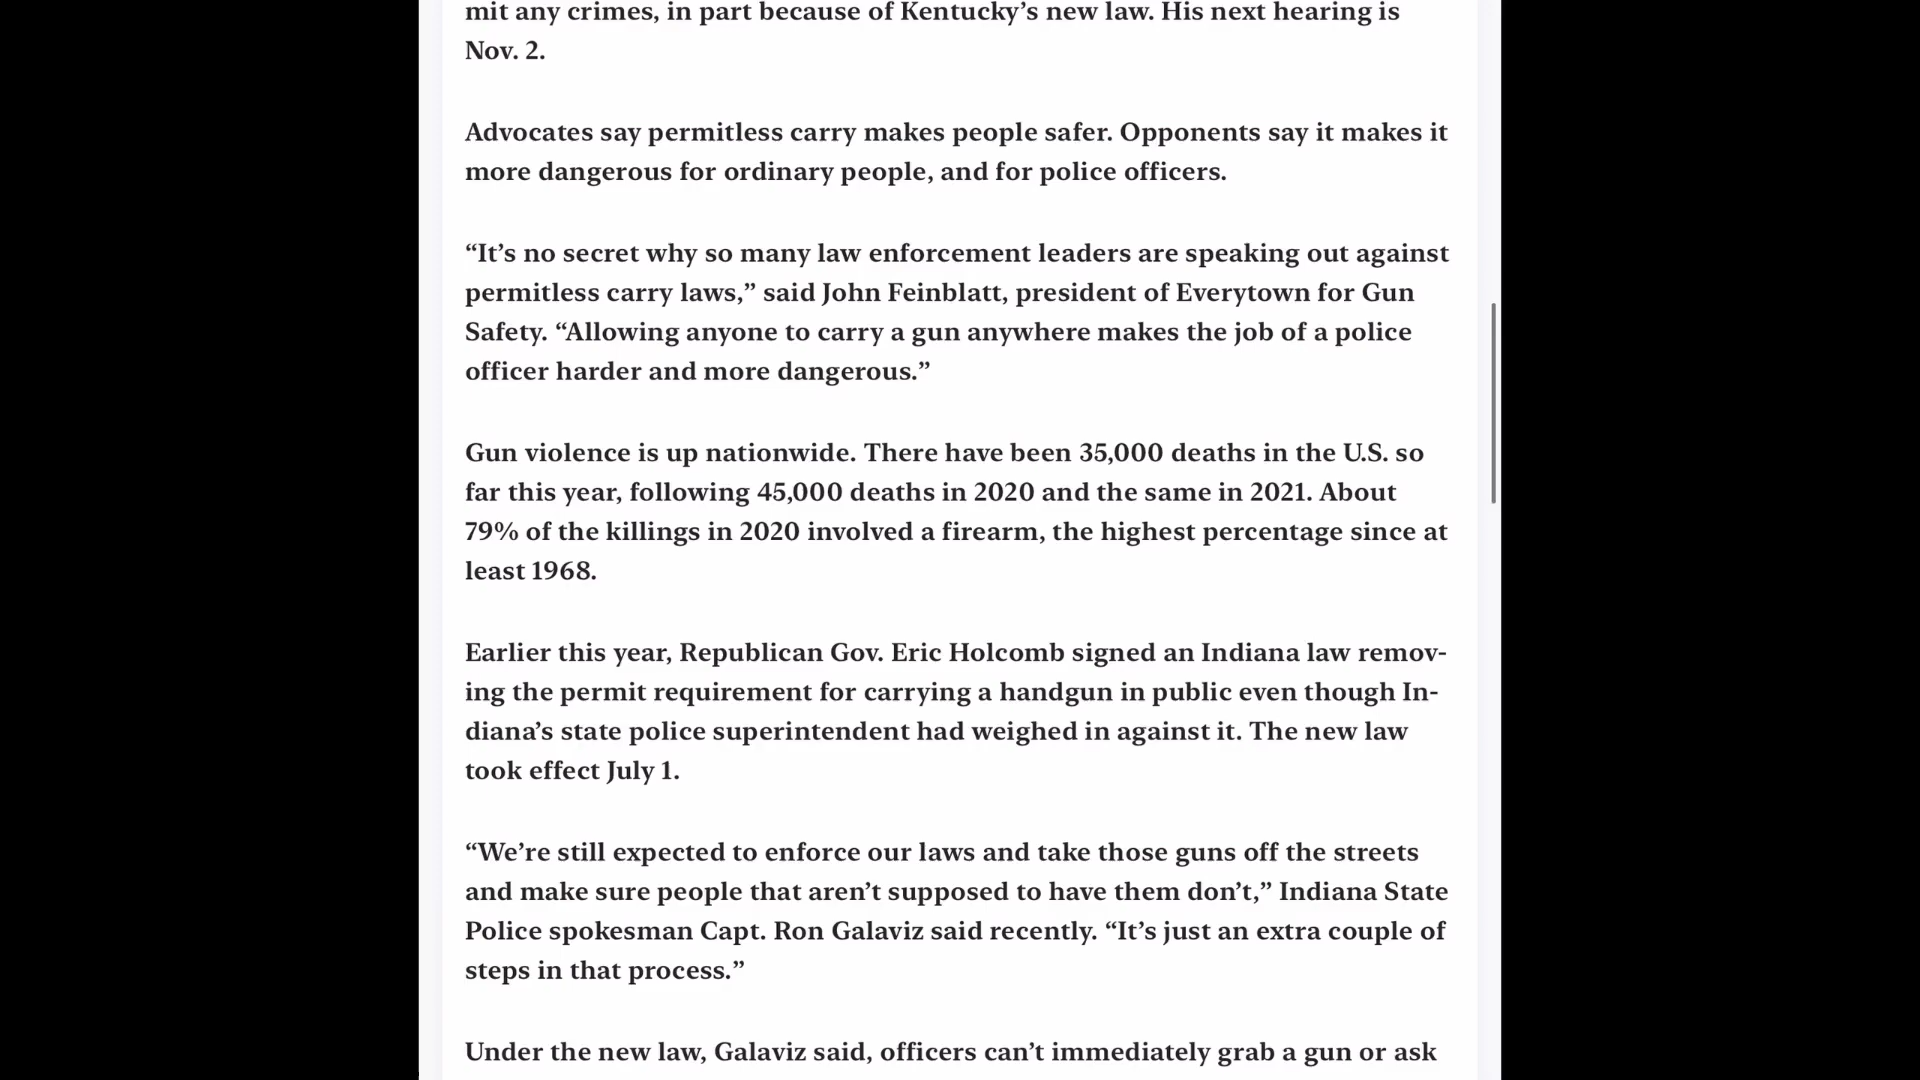 mit any crimes, in part because of Kentucky’s new law. His next hearing is
Nov. 2.
Advocates say permitless carry makes people safer. Opponents say it makes it
more dangerous for ordinary people, and for police officers.
“It’s no secret why so many law enforcement leaders are speaking out against
permitless carry laws,” said John Feinblatt, president of Everytown for Gun
Safety. “Allowing anyone to carry a gun anywhere makes the job of a police
officer harder and more dangerous.”
Gun violence is up nationwide. There have been 35,000 deaths in the U.S. so
far this year, following 45,000 deaths in 2020 and the same in 2021. About
79% of the killings in 2020 involved a firearm, the highest percentage since at
least 1968.
Earlier this year, Republican Gov. Eric Holcomb signed an Indiana law remov-
ing the permit requirement for carrying a handgun in public even though In-
diana’s state police superintendent had weighed in against it. The new law
took effect July 1.
“We’re still expected to enforce our laws and take those guns off the streets
and make sure people that aren’t supposed to have them don’t,” Indiana State
Police spokesman Capt. Ron Galaviz said recently. “It’s just an extra couple of
steps in that process.”
Under the new law, Galaviz said, officers can’t immediately grab a gun or ask